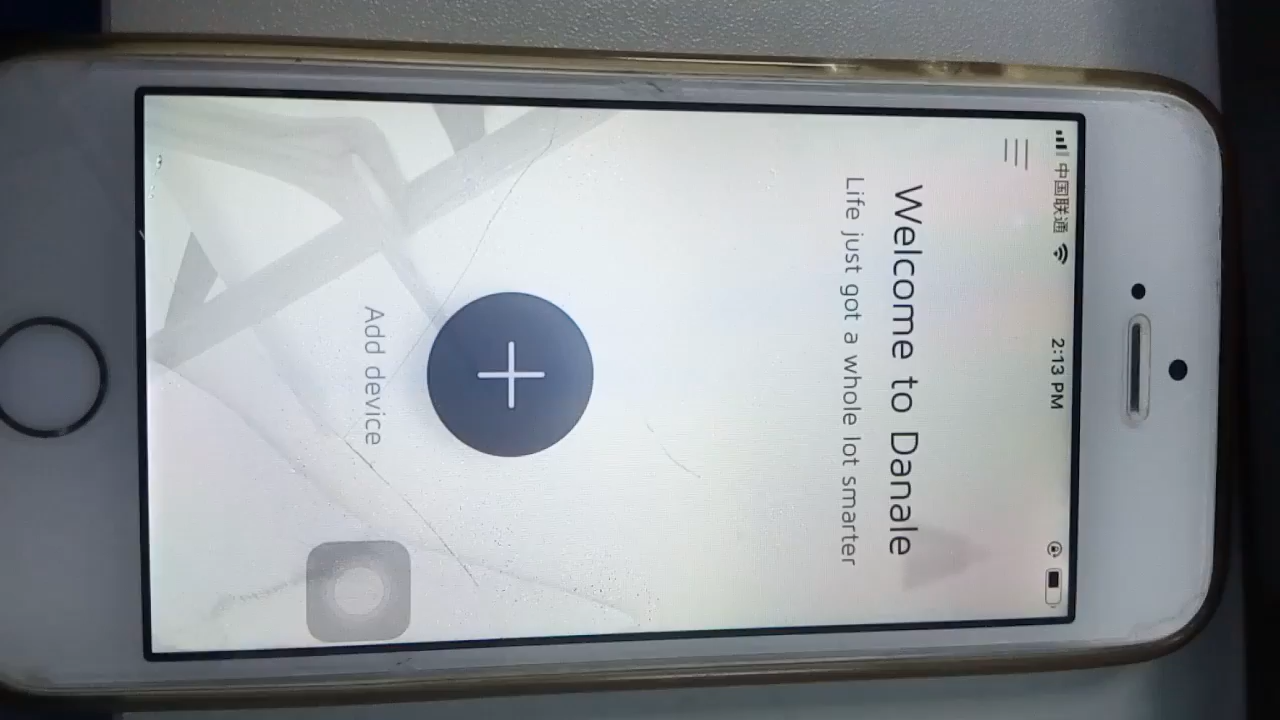 中国联通
2:13 PM
Welcome to Danale
Life just got a whole lot smarter
Add device